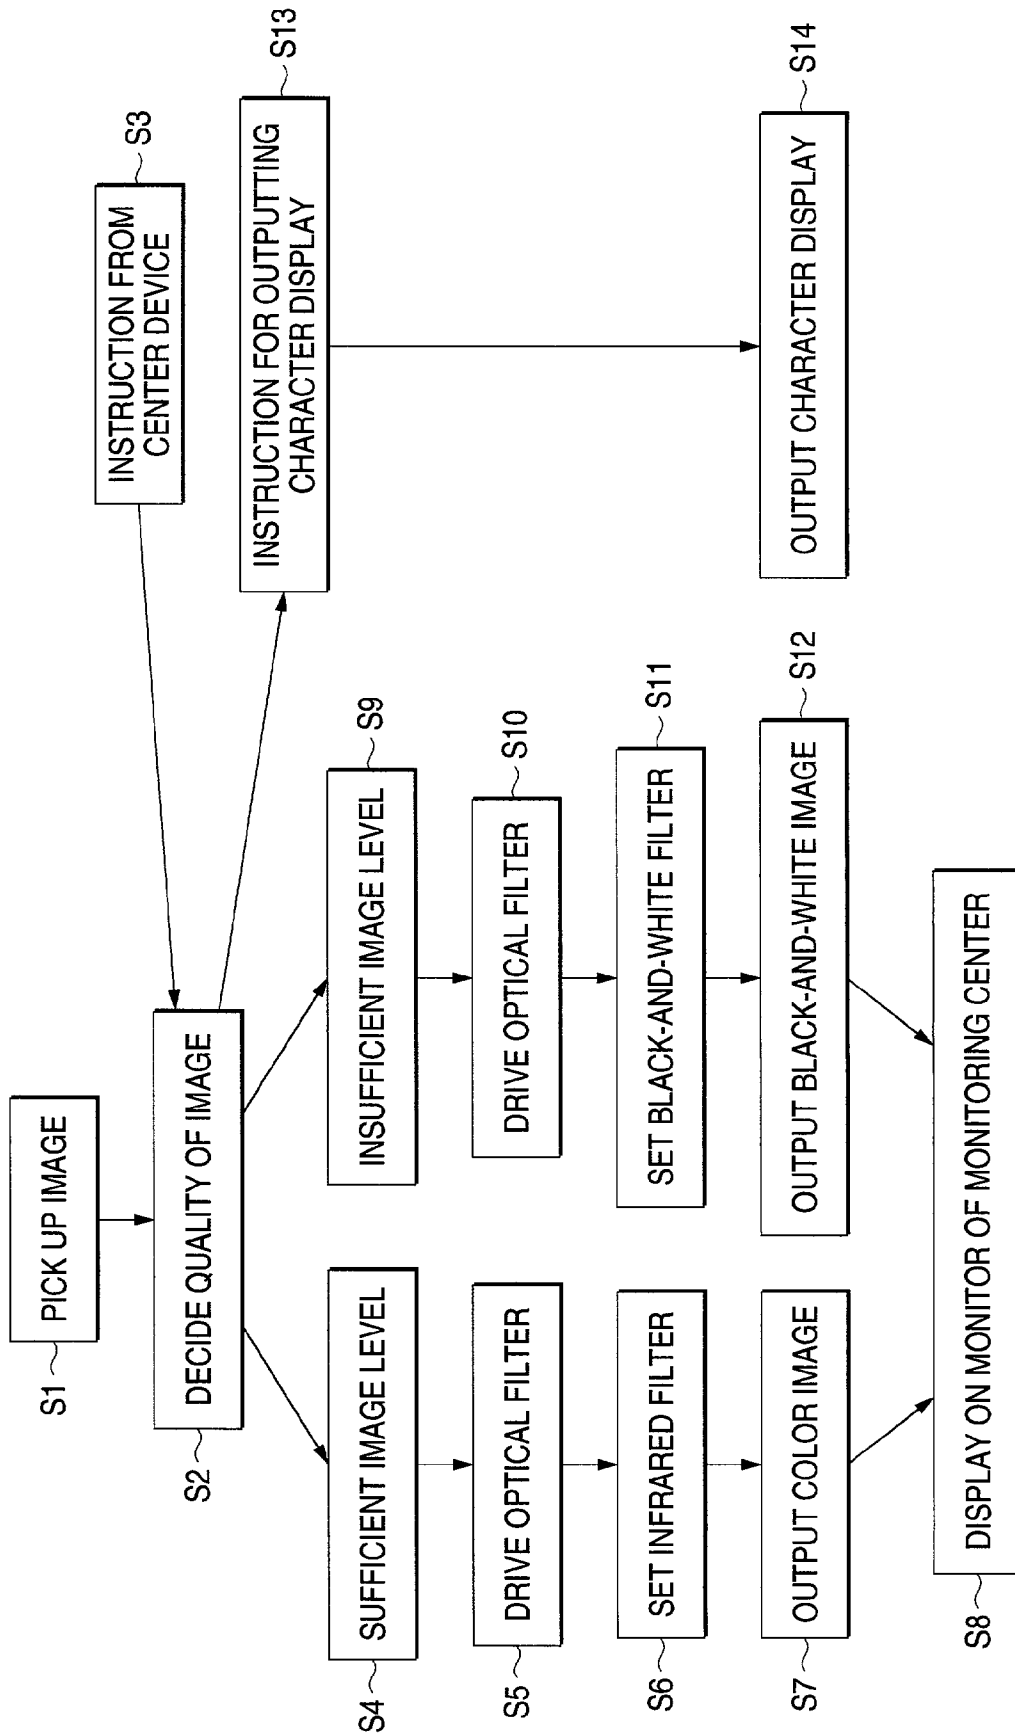 S1
PICK UP IMAGE
S2
DECIDE QUALITY OF IMAGE
INSTRUCTION FROM
CENTER DEVICE
S3
INSTRUCTION FOR OUTPUTTING
CHARACTER DISPLAY
S13
S4
SUFFICIENT IMAGE LEVEL
INSUFFICIENT IMAGE LEVEL
S9
S5
DRIVE OPTICAL FILTER
DRIVE OPTICAL FILTER
S10
S6
SET INFRARED FILTER
SET BLACK-AND-WHITE FILTER
S11
S7
OUTPUT COLOR IMAGE
OUTPUT BLACK-AND-WHITE IMAGE
S12
OUTPUT CHARACTER DISPLAY
S14
S8
DISPLAY ON MONITOR OF MONITORING CENTER